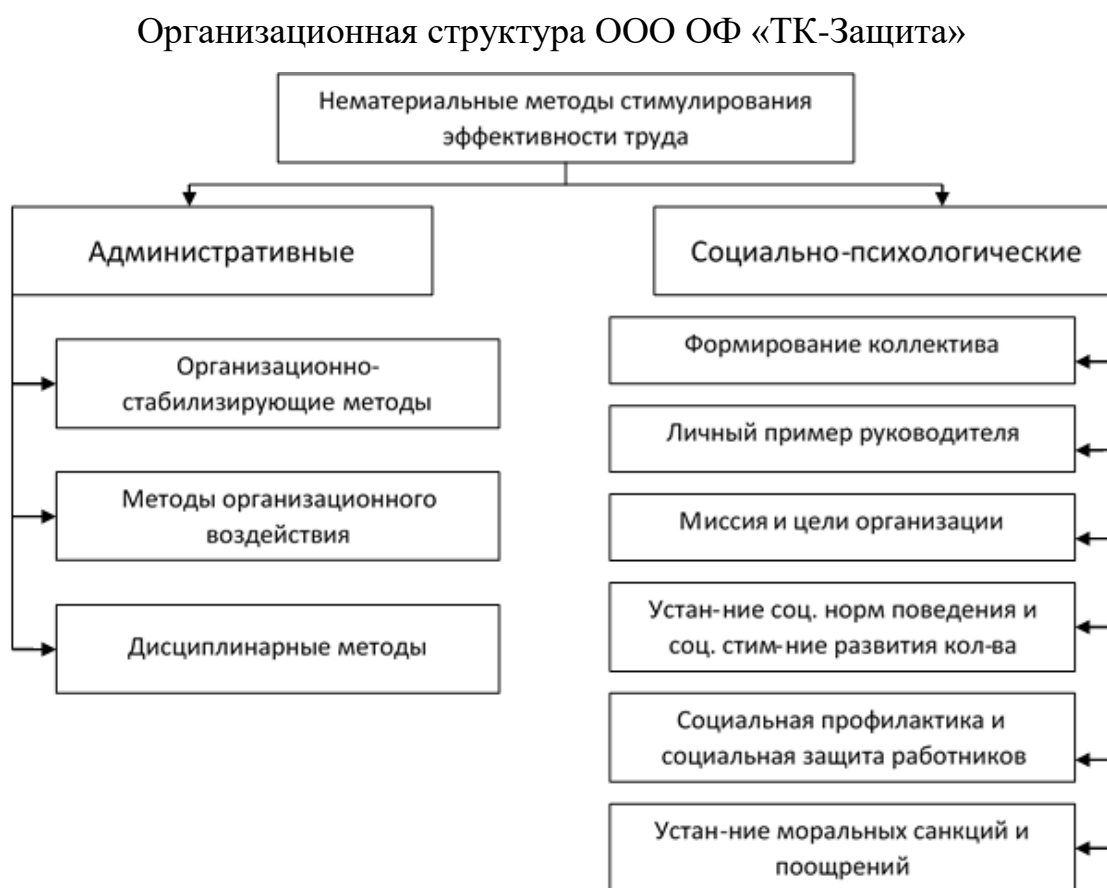 Организационная структура ООО ОФ «ТК-Защита»
Нематериальные методы стимулирования
эффективности труда
Административные
Организационно-
стабилизирующие методы
Методы организационного
воздействия
Дисциплинарные методы
Социально-психологические
Формирование коллектива
Личный пример руководителя
Миссия и цели организации
Устан-ние соц. норм поведения и
соц. стим-ние развития кол-ва
Социальная профилактика и
социальная защита работников
Устан-ние моральных санкций и
поощрений